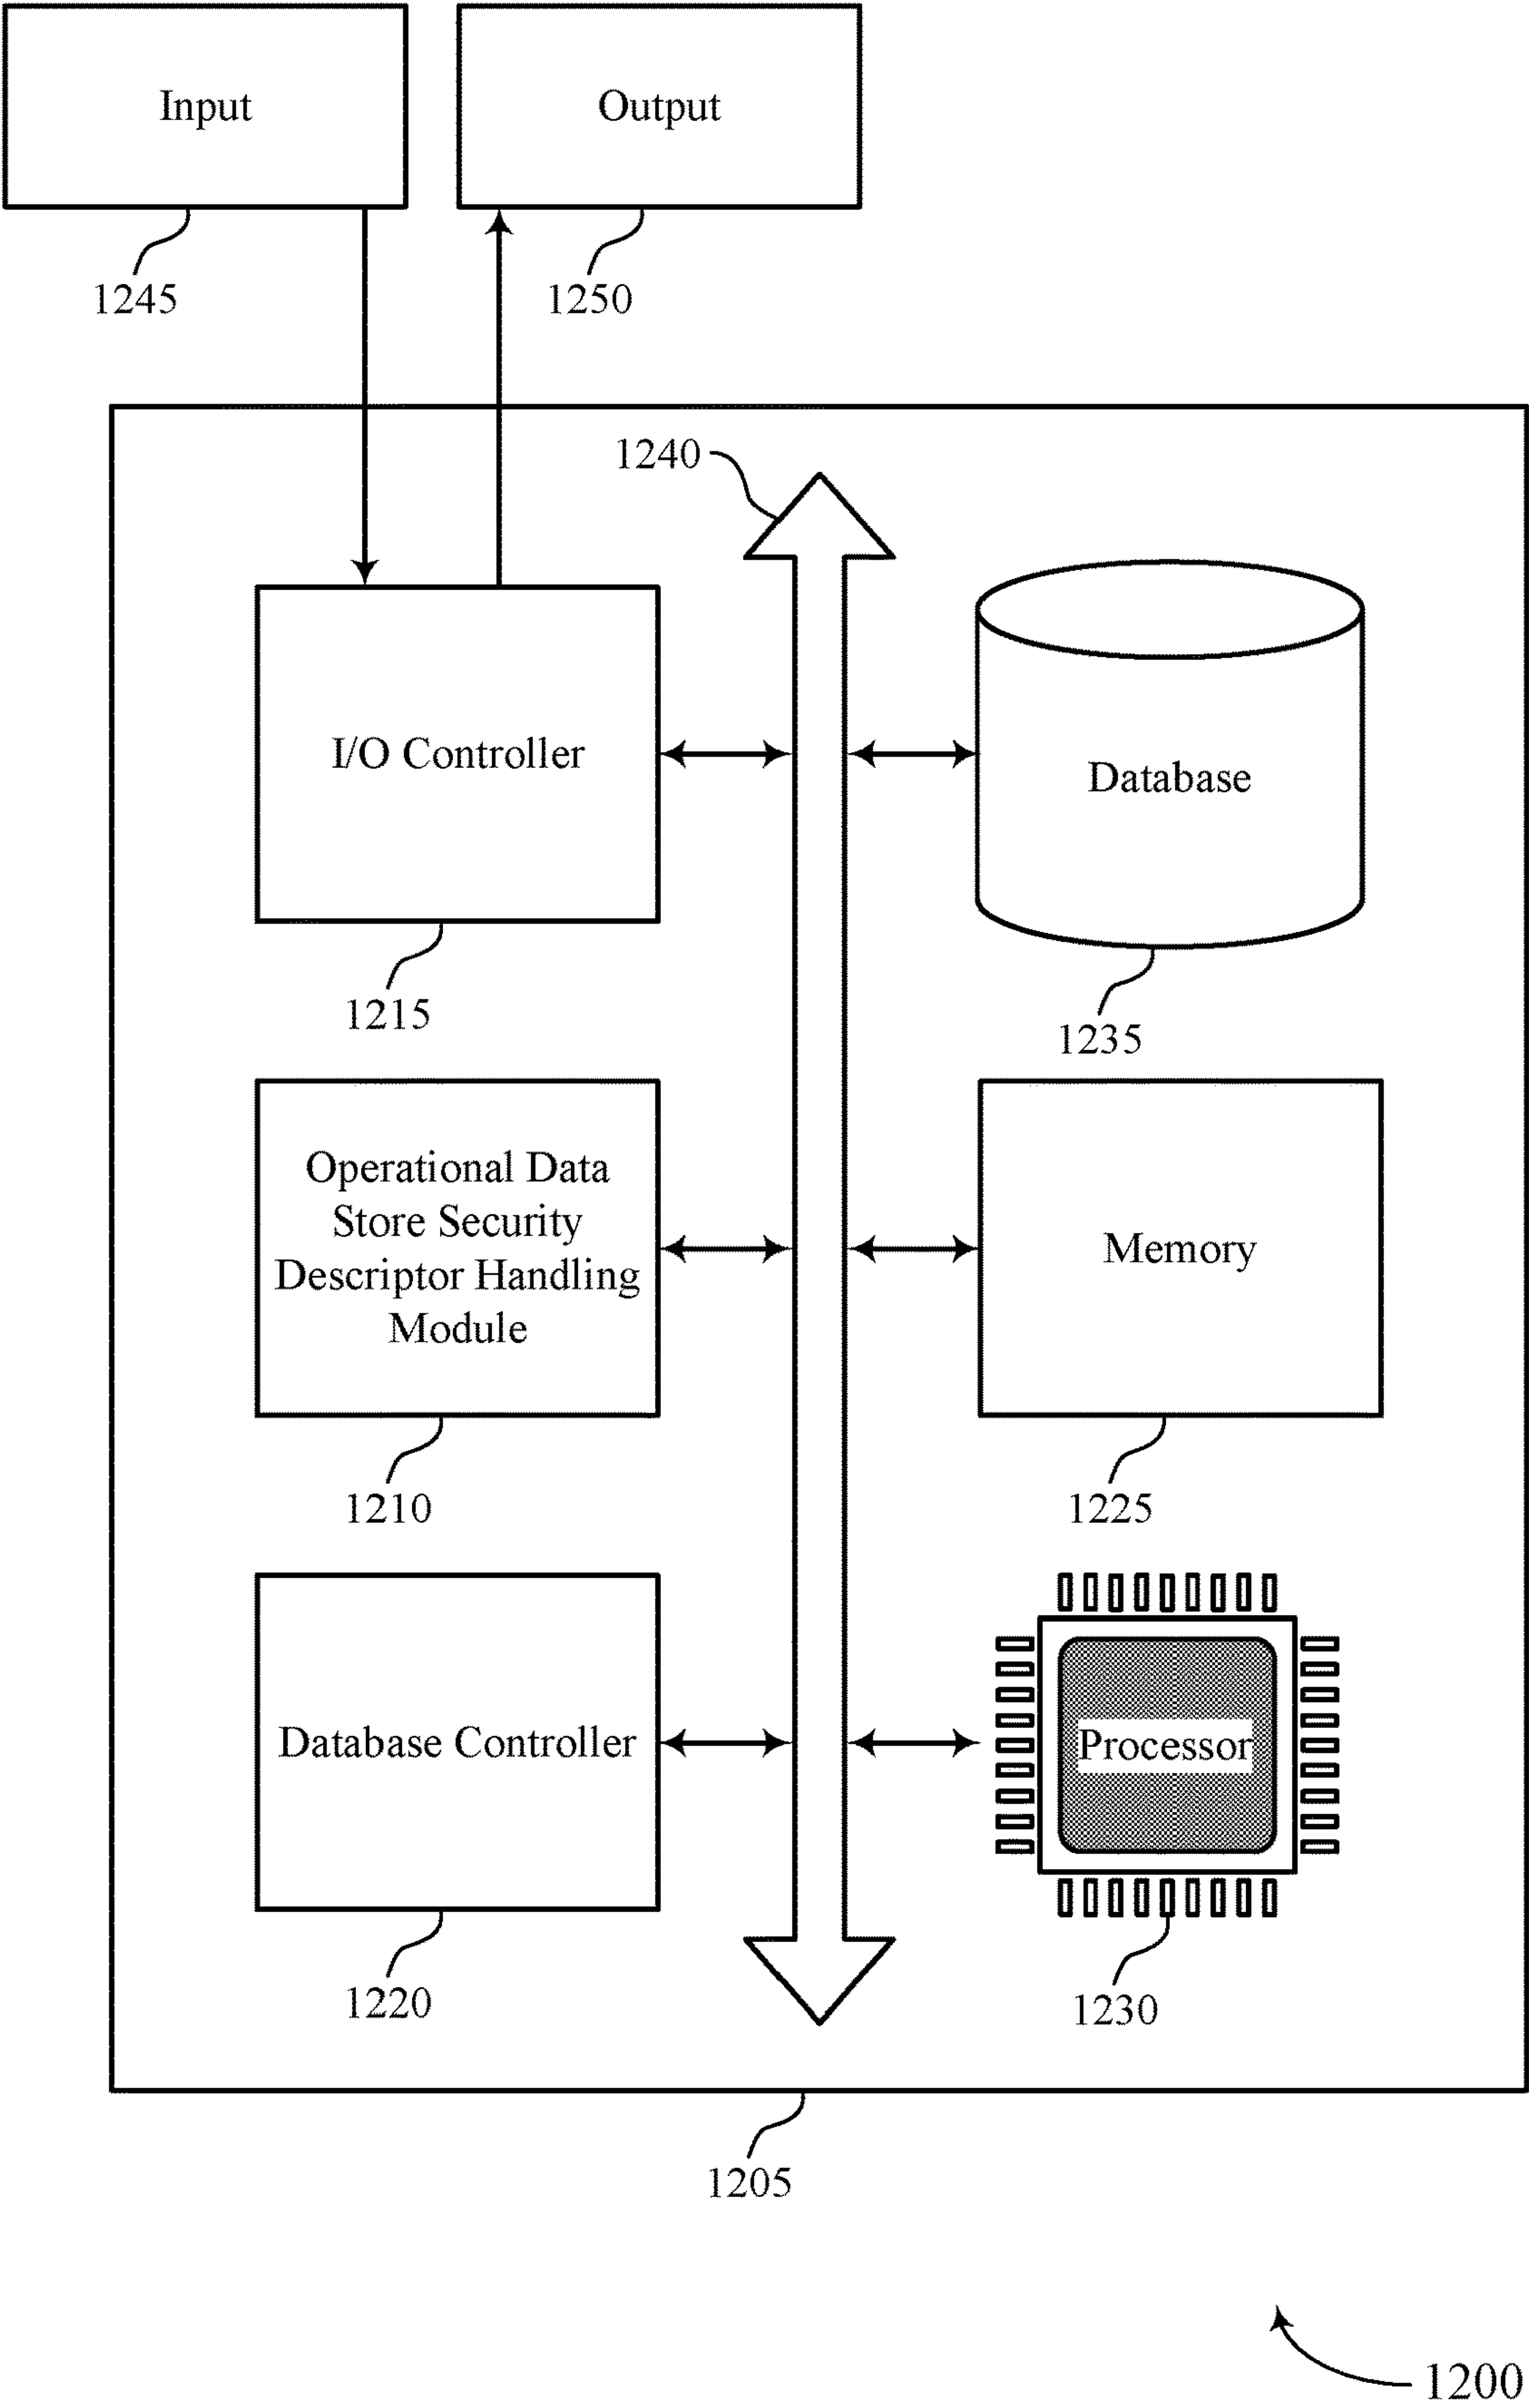 Input
Output
1245
1250
1240
I/O Controller
Database
1215
1235
Operational Data
Store Security
Descriptor Handling
Module
Memory
1210
1225
Database Controller
Processor
1220
1230
1205
1200